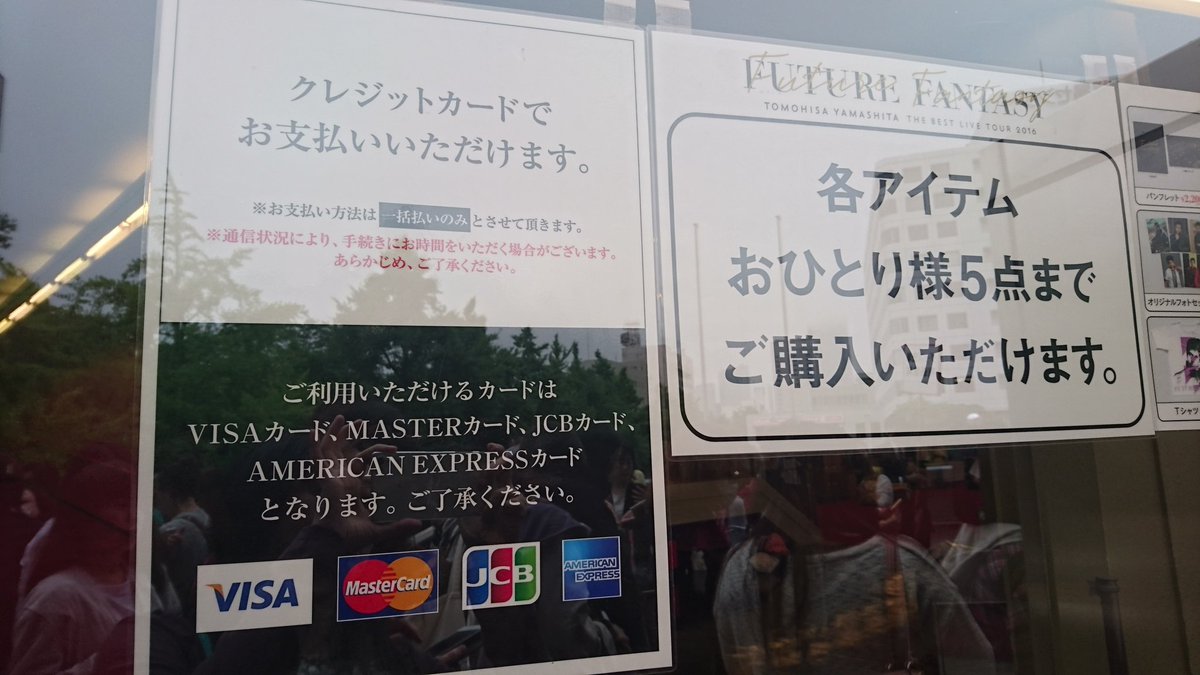 クレジットカードで
お支払いいただけます。
※お支払い方法は 一括払いのみ とさせて頂きます。
※通信状況により、手続きにお時間をいただく場合がございます。
あらかじめ、ご了承ください。
ご利用いただけるカードは
VISAカード、MASTERカード、JCBカード、
AMERICAN EXPRESSカード
となります。ご了承ください。
VISA
MasterCard
JCB
AMERICAN
EXPRESS
FUTURE FANTASY
Future Fantasy
TOMOHISA YAMASHITA THE BEST LIVE TOUR 2016
各アイテム
おひとり様5点まで
ご購入いただけます。
パンフレット
オリジナルフォトセ
Tシャツ